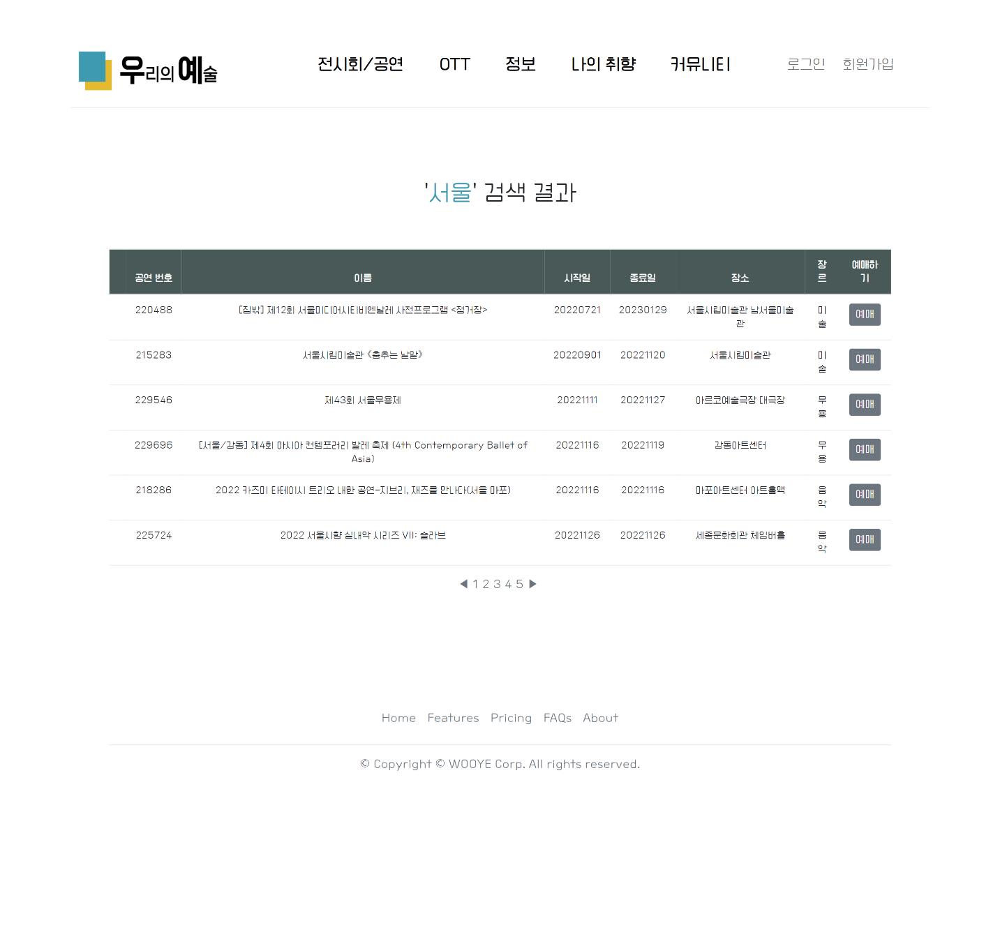 우리의 예술
전시회/공연 OTT 정보 나의 취향 커뮤니티 로그인 회원가입
'서울' 검색 결과
공연 번호 이름 시작일 종료일 장소 장르 예매하기
220488 [집밖] 제12회 서울미디어시티비엔날레 사전프로그램 <정거장> 20220721 20230129 서울시립미술관 남서울미술관 미술 예매
215283 서울시립미술관 《춤추는 낱말》 20220901 20221120 서울시립미술관 미술 예매
229546 제43회 서울무용제 20221111 20221127 아르코예술극장 대극장 무용 예매
229696 [서울/강동] 제4회 아시아 컨템포러리 발레 축제 (4th Contemporary Ballet of Asia) 20221116 20221119 강동아트센터 무용 예매
218286 2022 카즈미 타테이시 트리오 내한 공연-지브리, 재즈를 만나다(서울 마포) 20221116 20221116 마포아트센터 아트홀맥 음악 예매
225724 2022 서울시향 실내악 시리즈 VII: 슬라브 20221126 20221126 세종문화회관 체임버홀 음악 예매
◀ 1 2 3 4 5 ▶
Home Features Pricing FAQs About
© Copyright © WOOYE Corp. All rights reserved.